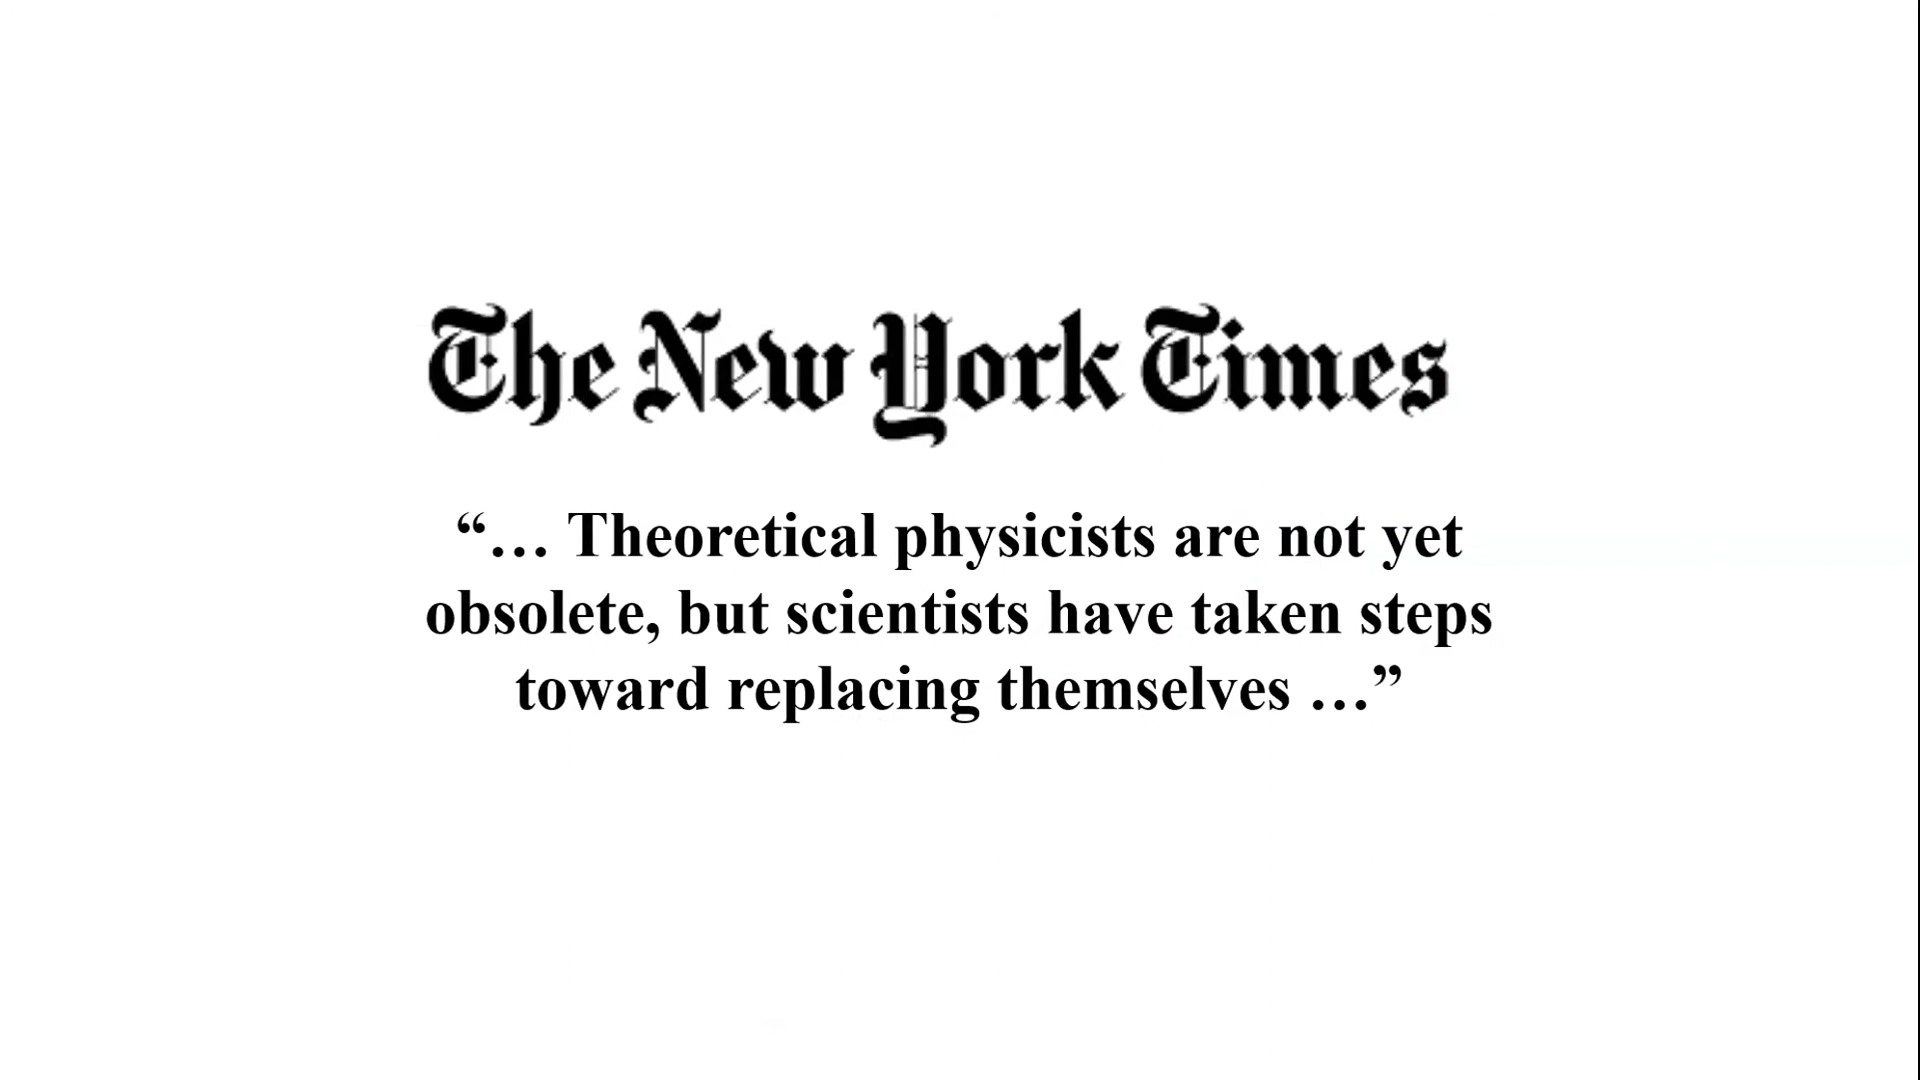 The New York Times
“… Theoretical physicists are not yet
obsolete, but scientists have taken steps
toward replacing themselves …”